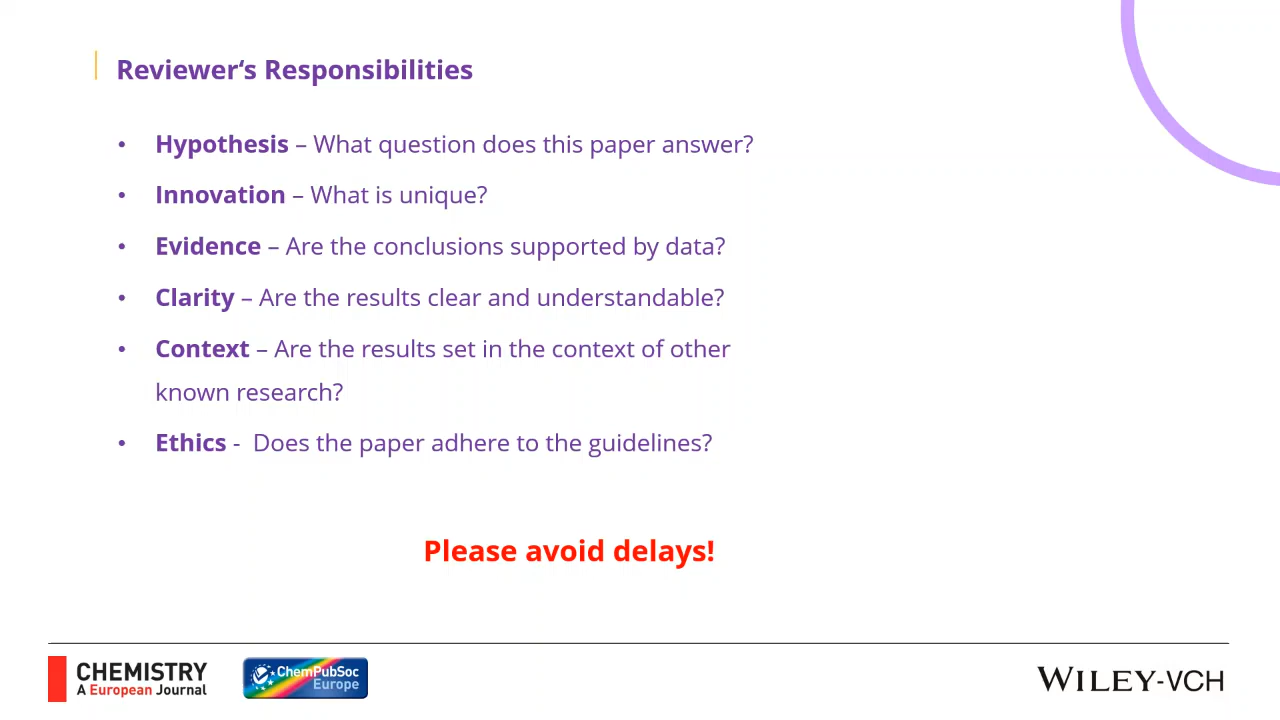 Reviewer‘s Responsibilities
• Hypothesis – What question does this paper answer?
• Innovation – What is unique?
• Evidence – Are the conclusions supported by data?
• Clarity – Are the results clear and understandable?
• Context – Are the results set in the context of other
known research?
• Ethics - Does the paper adhere to the guidelines?
Please avoid delays!
CHEMISTRY
A European Journal
ChemPubSoc
Europe
WILEY-VCH